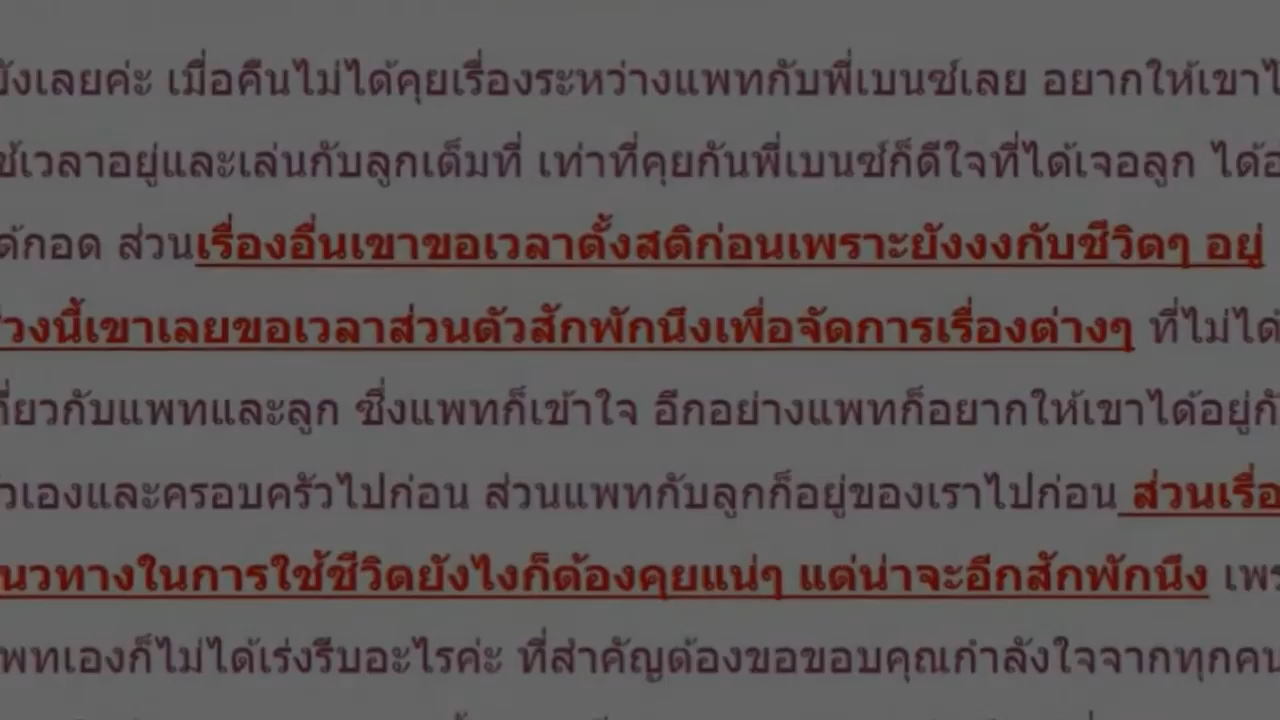 ยังเลยค่ะ เมื่อคืนไม่ได้คุยเรื่องระหว่างแพทกับพี่เบนซ์เลย อยากให้เขาไ
ช้เวลาอยู่และเล่นกับลูกเต็มที่ เท่าที่คุยกันพี่เบนซ์ก็ดีใจที่ได้เจอลูก ได้อ
ด้กอด ส่วนเรื่องอื่นเขาขอเวลาตั้งสติก่อนเพราะยังงงกับชีวิตๆ อยู่
่วงนี้เขาเลยขอเวลาส่วนตัวสักพักนึงเพื่อจัดการเรื่องต่างๆ ที่ไม่ได้
กี่ยวกับแพทและลูก ซึ่งแพทก็เข้าใจ อีกอย่างแพทก็อยากให้เขาได้อยู่กั
ัวเองและครอบครัวไปก่อน ส่วนแพทกับลูกก็อยู่ของเราไปก่อน ส่วนเรื่อ
นวทางในการใช้ชีวิตยังไงก็ต้องคุยแน่ๆ แต่น่าจะอีกสักพักนึง เพร
พทเองก็ไม่ได้เร่งรีบอะไรค่ะ ที่สำคัญต้องขอขอบคุณกำลังใจจากทุกคน